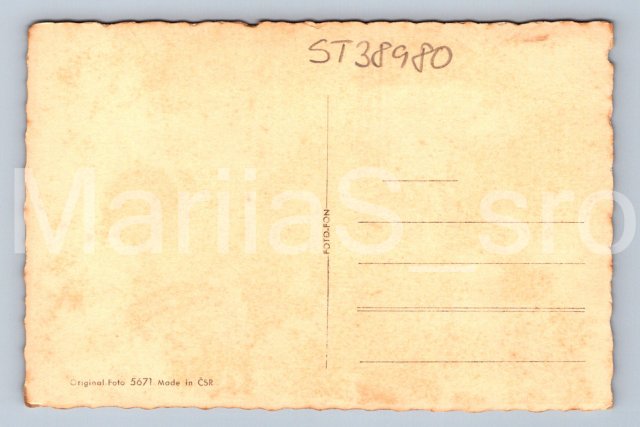 ST38980
FOTO-FON
MariiaS_sro
Original Foto 5671 Made in ČSR